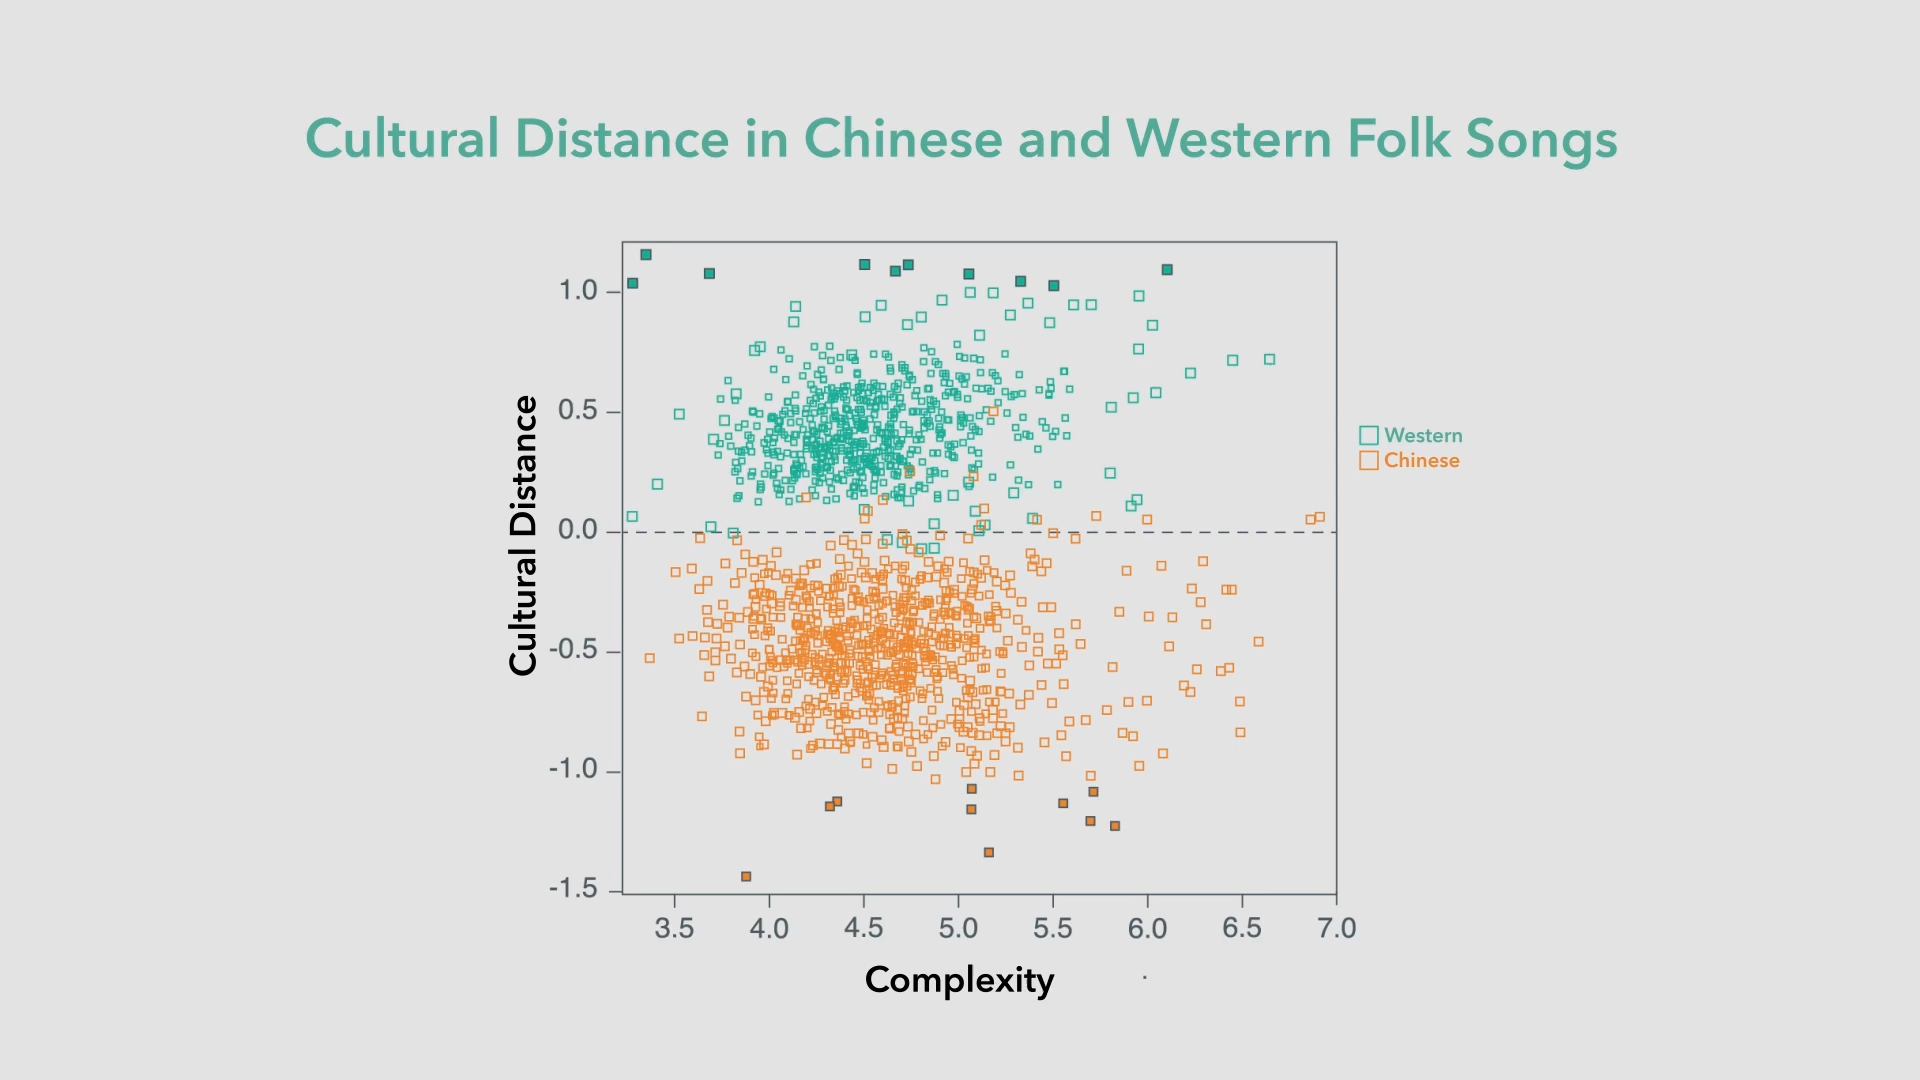 Cultural Distance in Chinese and Western Folk Songs
Cultural Distance
1.0
0.5
0.0
-0.5
-1.0
-1.5
3.5 4.0 4.5 5.0 5.5 6.0 6.5 7.0
Complexity
Western
Chinese